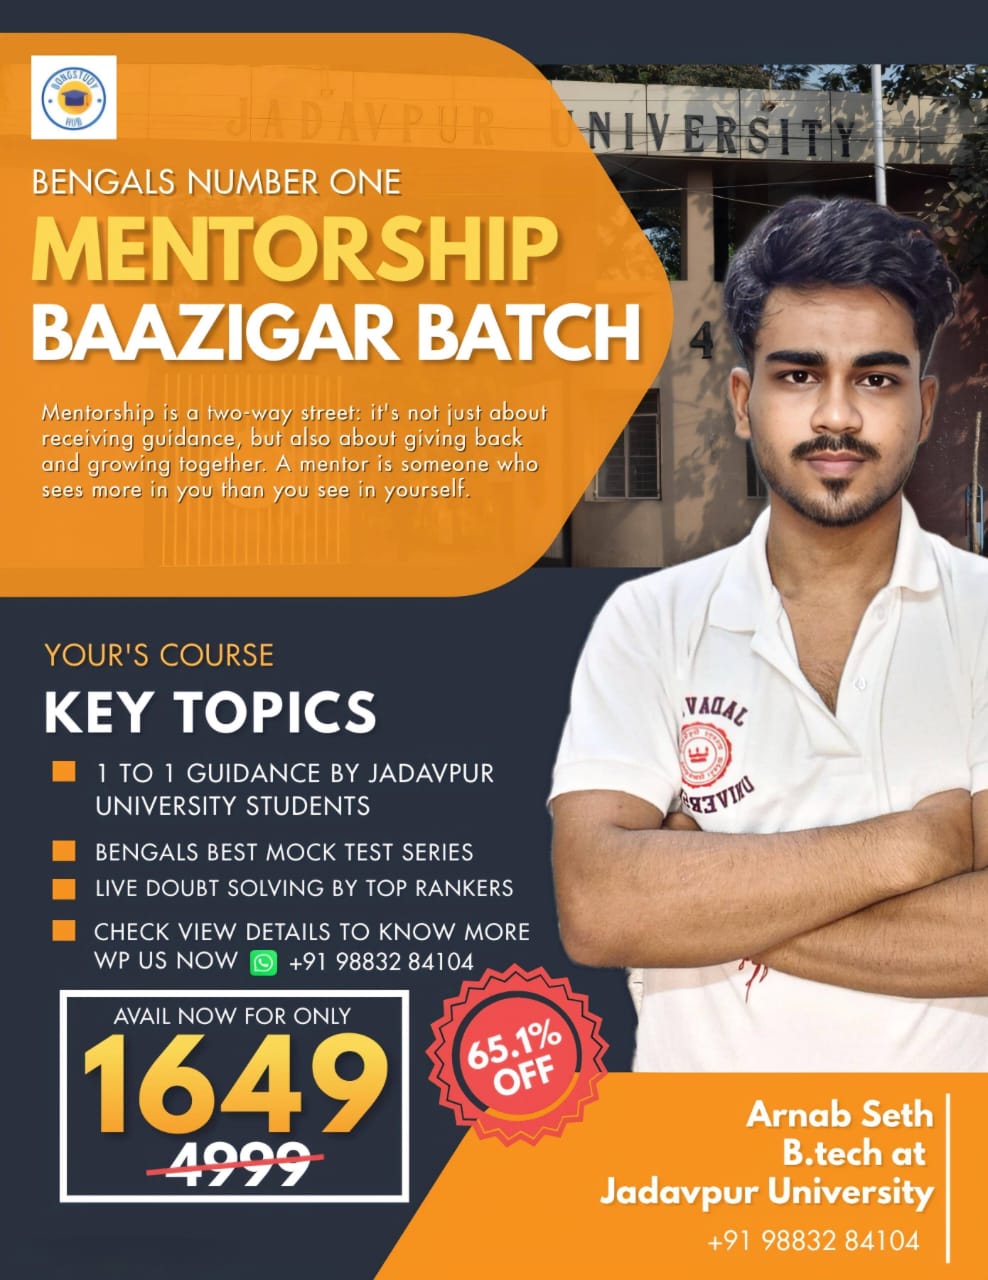 BONGSTUDY
HUB
JADAVPUR UNIVERSITY
4
BENGALS NUMBER ONE
MENTORSHIP
BAAZIGAR BATCH
Mentorship is a two-way street: it's not just about
receiving guidance, but also about giving back
and growing together. A mentor is someone who
sees more in you than you see in yourself.
YOUR'S COURSE
KEY TOPICS
1 TO 1 GUIDANCE BY JADAVPUR
UNIVERSITY STUDENTS
BENGALS BEST MOCK TEST SERIES
LIVE DOUBT SOLVING BY TOP RANKERS
CHECK VIEW DETAILS TO KNOW MORE
WP US NOW +91 98832 84104
AVAIL NOW FOR ONLY
1649
4999
65.1%
OFF
Arnab Seth
B.tech at
Jadavpur University
+91 98832 84104